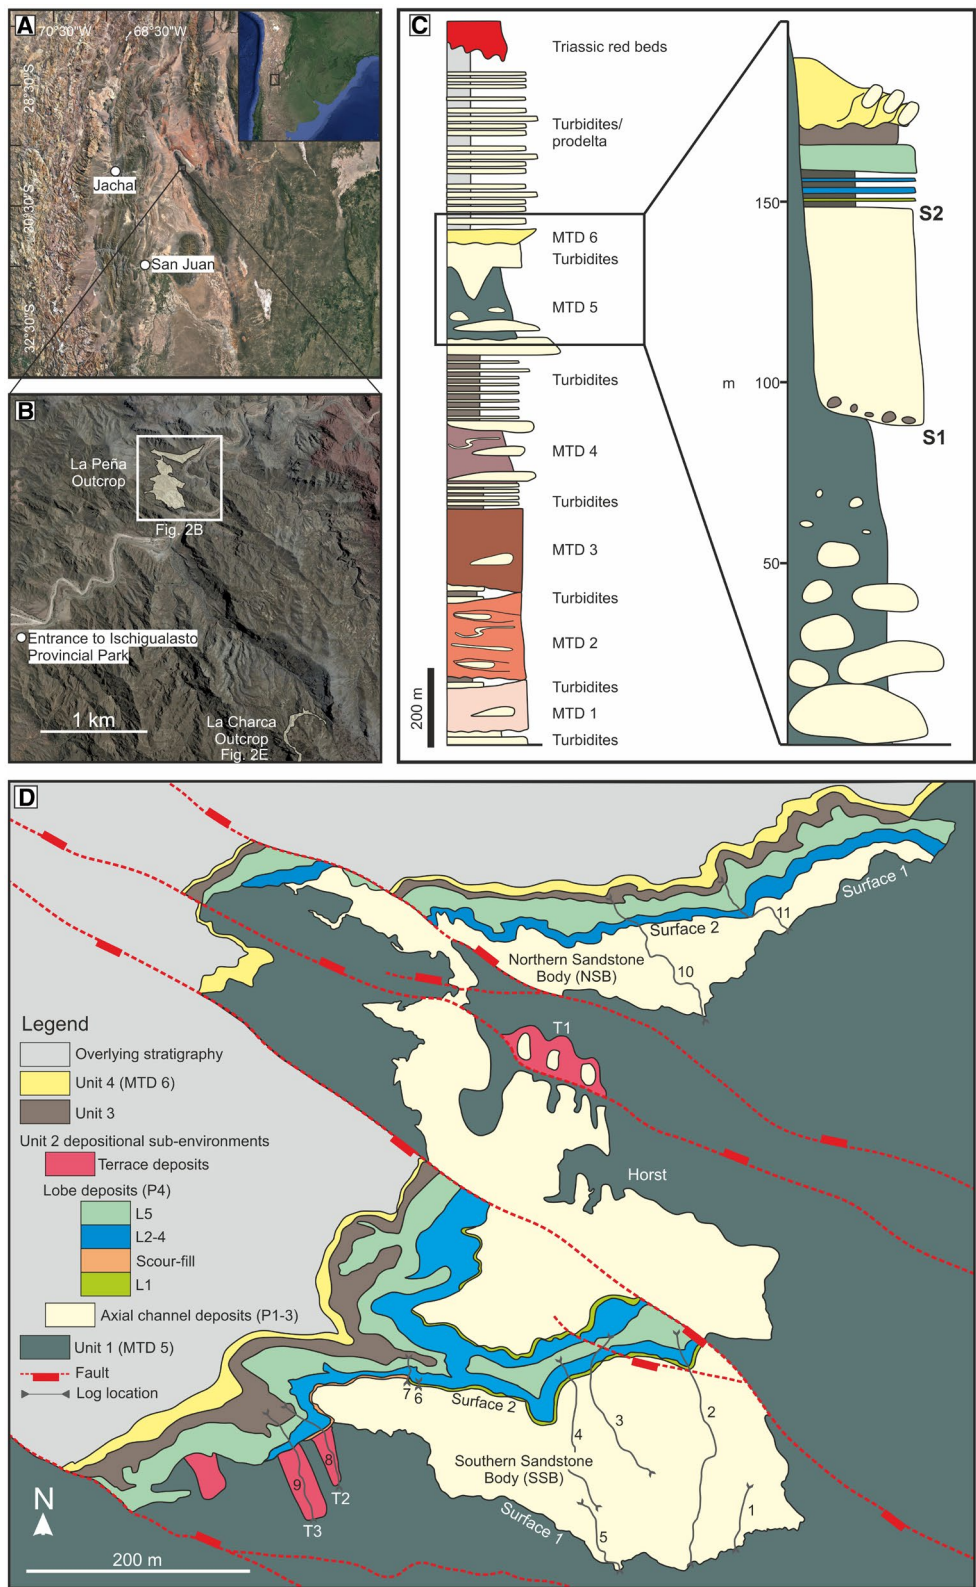 A
70°30"W
68°30"W
28°30"S
30°30"S
32°30"S
Jachal
San Juan
B
La Peña
Outcrop
Fig. 2B
Entrance to Ischigualasto
Provincial Park
1 km
La Charca
Outcrop
Fig. 2E
C
Triassic red beds
Turbidites/
prodelta
MTD 6
Turbidites
MTD 5
Turbidites
MTD 4
Turbidites
MTD 3
Turbidites
MTD 2
Turbidites
MTD 1
Turbidites
200 m
150
m
100
50
S2
S1
D
Surface 1
11
Surface 2
Northern Sandstone
Body (NSB)
10
T1
Horst
Legend
Overlying stratigraphy
Unit 4 (MTD 6)
Unit 3
Unit 2 depositional sub-environments
Terrace deposits
Lobe deposits (P4)
L5
L2-4
Scour-fill
L1
Axial channel deposits (P1-3)
Unit 1 (MTD 5)
Fault
Log location
7
6
Surface 2
2
3
4
Southern Sandstone
Body (SSB)
8
9
T2
T3
1
5
Surface 1
N
200 m